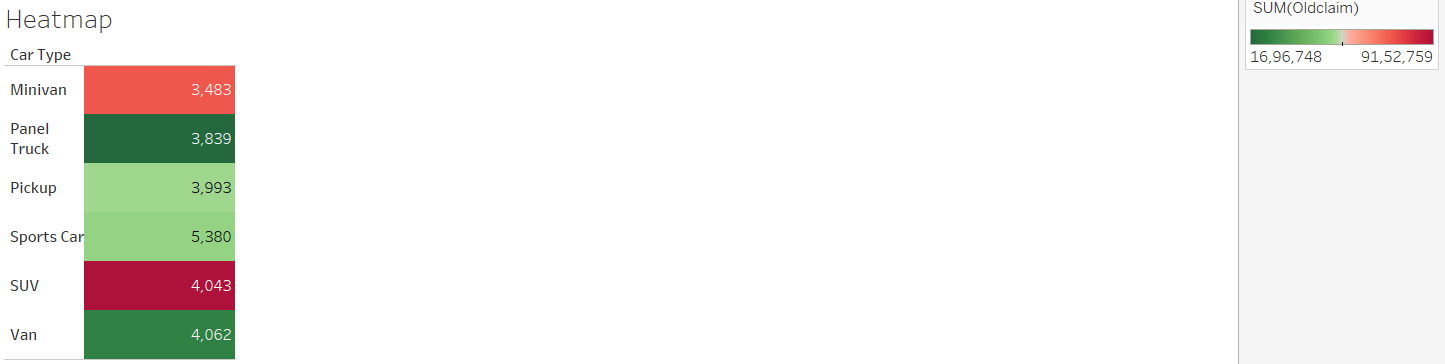 Heatmap
Car Type
Minivan 3,483
Panel
Truck 3,839
Pickup 3,993
Sports Car 5,380
SUV 4,043
Van 4,062
SUM(Oldclaim)
16,96,748 91,52,759